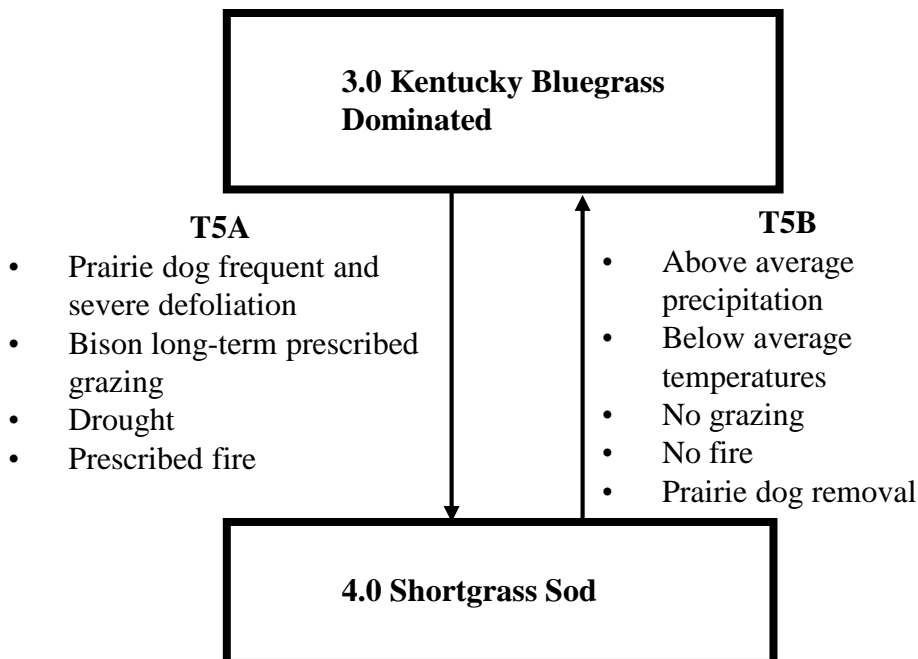 3.0 Kentucky Bluegrass
Dominated
T5A
• Prairie dog frequent and
severe defoliation
• Bison long-term prescribed
grazing
• Drought
• Prescribed fire
T5B
• Above average
precipitation
• Below average
temperatures
• No grazing
• No fire
• Prairie dog removal
4.0 Shortgrass Sod